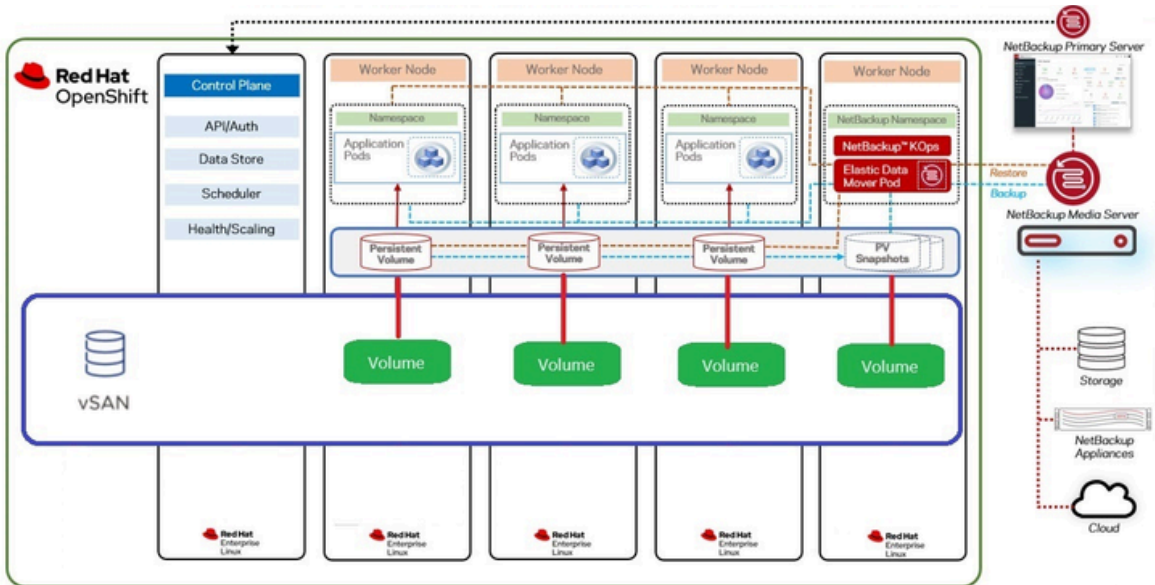 NetBackup Primary Server
Red Hat
OpenShift
Control Plane
API/Auth
Data Store
Scheduler
Health/Scaling
Worker Node
Worker Node
Worker Node
Worker Node
Namespace
Namespace
Namespace
NetBackup Namespace
Application
Pods
Application
Pods
Application
Pods
NetBackup™ KOps
Elastic Data
Mover Pod
Restore
Backup
NetBackup Media Server
Persistent
Volume
Persistent
Volume
Persistent
Volume
PV
Snapshots
vSAN
Volume
Volume
Volume
Volume
Storage
NetBackup
Appliances
Cloud
Red Hat
Enterprise
Linux
Red Hat
Enterprise
Linux
Red Hat
Enterprise
Linux
Red Hat
Enterprise
Linux
Red Hat
Enterprise
Linux